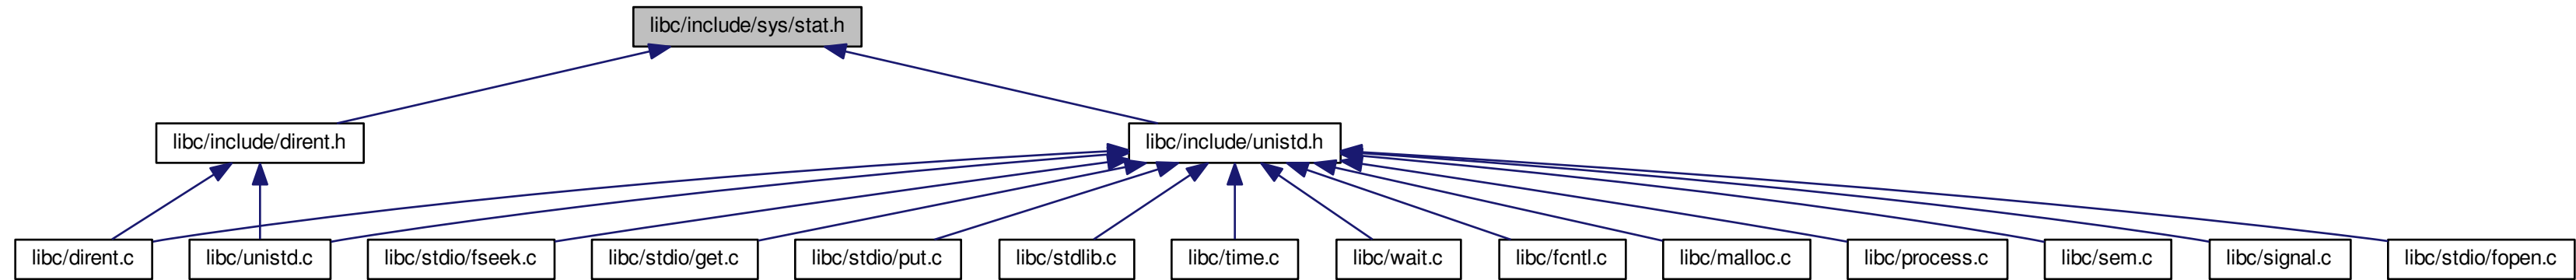 libc/include/sys/stat.h
libc/include/dirent.h
libc/include/unistd.h
libc/dirent.c
libc/unistd.c
libc/stdio/fseek.c
libc/stdio/get.c
libc/stdio/put.c
libc/stdlib.c
libc/time.c
libc/wait.c
libc/fcntl.c
libc/malloc.c
libc/process.c
libc/sem.c
libc/signal.c
libc/stdio/fopen.c